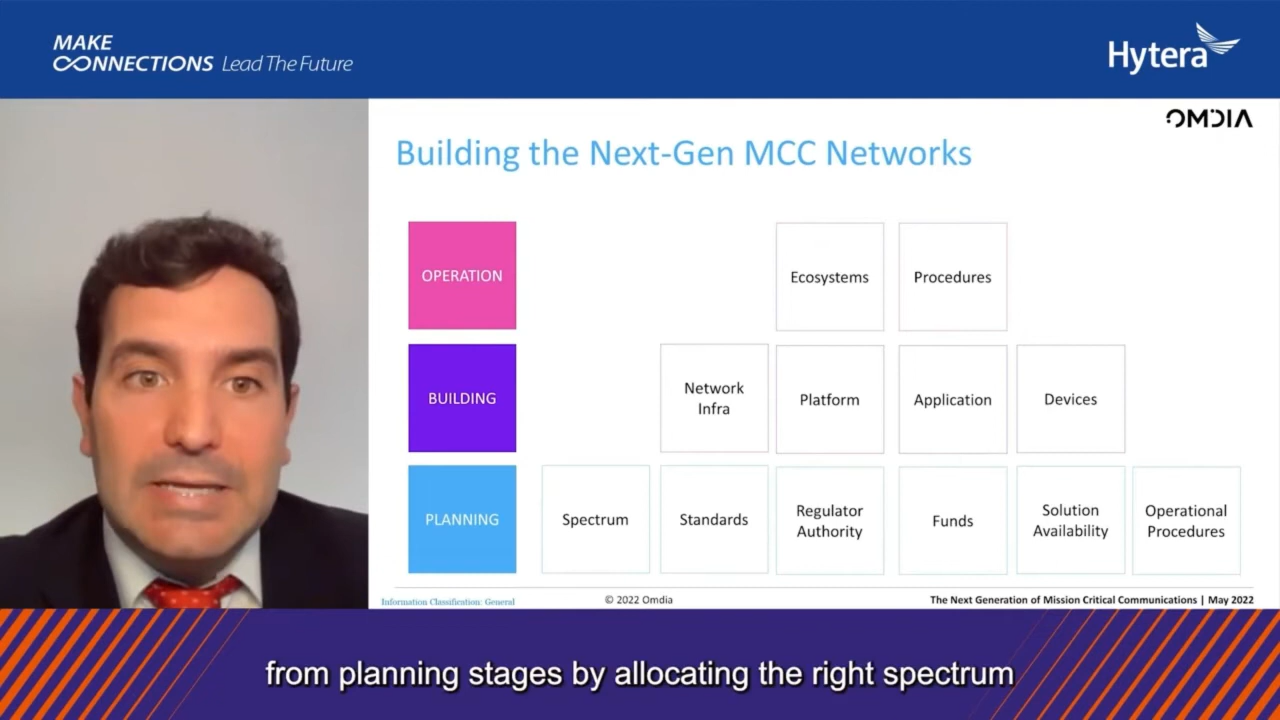 MAKE
CONNECTIONS Lead The Future
Hytera
OMDIA
Building the Next-Gen MCC Networks
OPERATION
Ecosystems
Procedures
BUILDING
Network
Infra
Platform
Application
Devices
PLANNING
Spectrum
Standards
Regulator
Authority
Funds
Solution
Availability
Operational
Procedures
Information Classification: General
© 2022 Omdia
The Next Generation of Mission Critical Communications | May 2022
from planning stages by allocating the right spectrum